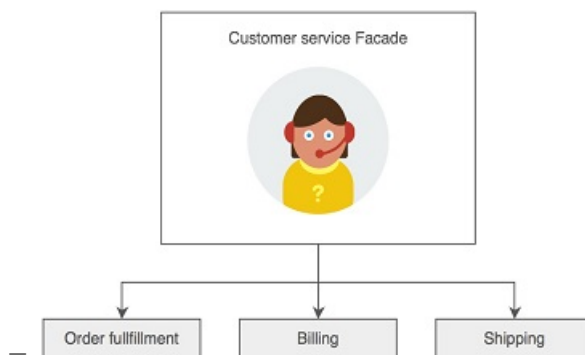 Customer service Facade
?
Order fullfillment
Billing
Shipping